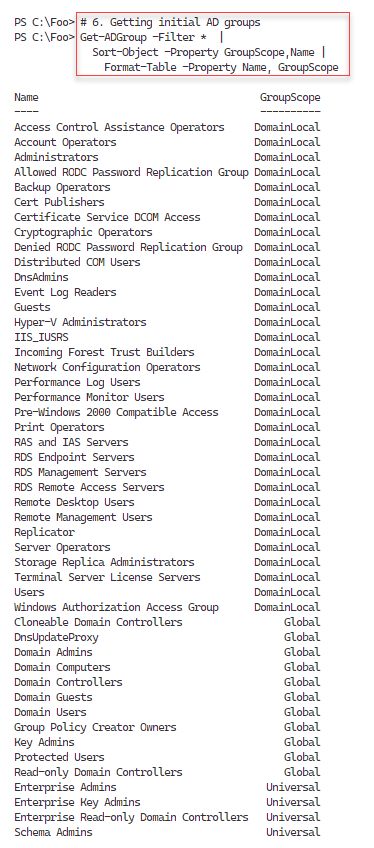 PS C:\Foo> # 6. Getting initial AD groups
PS C:\Foo> Get-ADGroup -Filter *  |
             Sort-Object -Property GroupScope,Name |
               Format-Table -Property Name, GroupScope

Name                                     GroupScope
----                                     ----------
Access Control Assistance Operators     DomainLocal
Account Operators                       DomainLocal
Administrators                          DomainLocal
Allowed RODC Password Replication Group DomainLocal
Backup Operators                        DomainLocal
Cert Publishers                         DomainLocal
Certificate Service DCOM Access         DomainLocal
Cryptographic Operators                 DomainLocal
Denied RODC Password Replication Group  DomainLocal
Distributed COM Users                   DomainLocal
DnsAdmins                               DomainLocal
Event Log Readers                       DomainLocal
Guests                                  DomainLocal
Hyper-V Administrators                  DomainLocal
IIS_IUSRS                               DomainLocal
Incoming Forest Trust Builders          DomainLocal
Network Configuration Operators         DomainLocal
Performance Log Users                   DomainLocal
Performance Monitor Users               DomainLocal
Pre-Windows 2000 Compatible Access      DomainLocal
Print Operators                         DomainLocal
RAS and IAS Servers                     DomainLocal
RDS Endpoint Servers                    DomainLocal
RDS Management Servers                  DomainLocal
RDS Remote Access Servers               DomainLocal
Remote Desktop Users                    DomainLocal
Remote Management Users                 DomainLocal
Replicator                              DomainLocal
Server Operators                        DomainLocal
Storage Replica Administrators          DomainLocal
Terminal Server License Servers         DomainLocal
Users                                   DomainLocal
Windows Authorization Access Group      DomainLocal
Cloneable Domain Controllers                 Global
DnsUpdateProxy                               Global
Domain Admins                                Global
Domain Computers                             Global
Domain Controllers                           Global
Domain Guests                                Global
Domain Users                                 Global
Group Policy Creator Owners                  Global
Key Admins                                   Global
Protected Users                              Global
Read-only Domain Controllers                 Global
Enterprise Admins                         Universal
Enterprise Key Admins                     Universal
Enterprise Read-only Domain Controllers   Universal
Schema Admins                             Universal